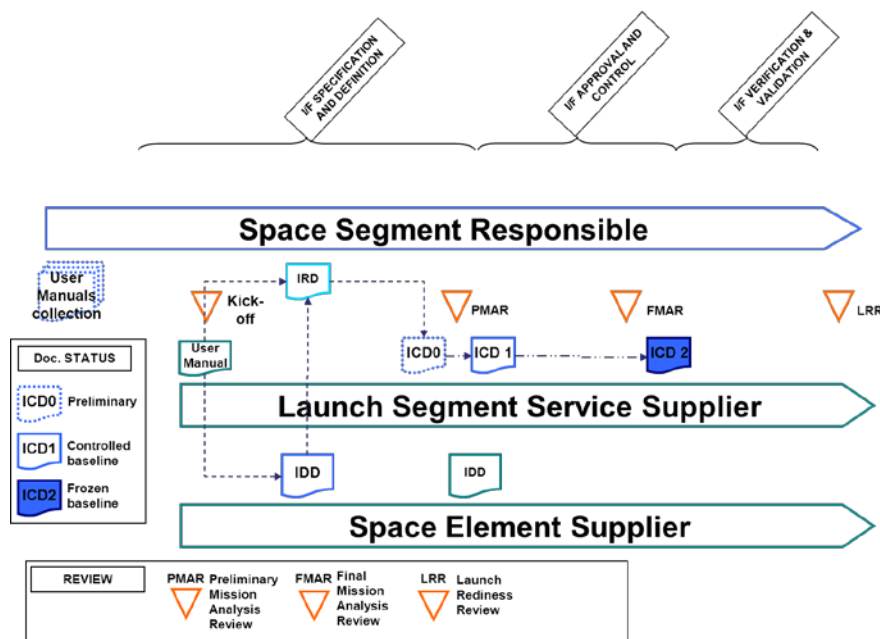 I/F SPECIFICATION
AND DEFINITION
I/F APPROVAL AND
CONTROL
I/F VERIFICATION &
VALIDATION
Space Segment Responsible
User
Manuals
collection
Kick-
off
IRD
PMAR
FMAR
LRR
User
Manual
ICD0
ICD 1
ICD 2
Doc. STATUS
ICD0 Preliminary
ICD1 Controlled
baseline
ICD2 Frozen
baseline
Launch Segment Service Supplier
IDD
IDD
Space Element Supplier
REVIEW
PMAR Preliminary
Mission
Analysis
Review
FMAR Final
Mission
Analysis
Review
LRR Launch
Rediness
Review